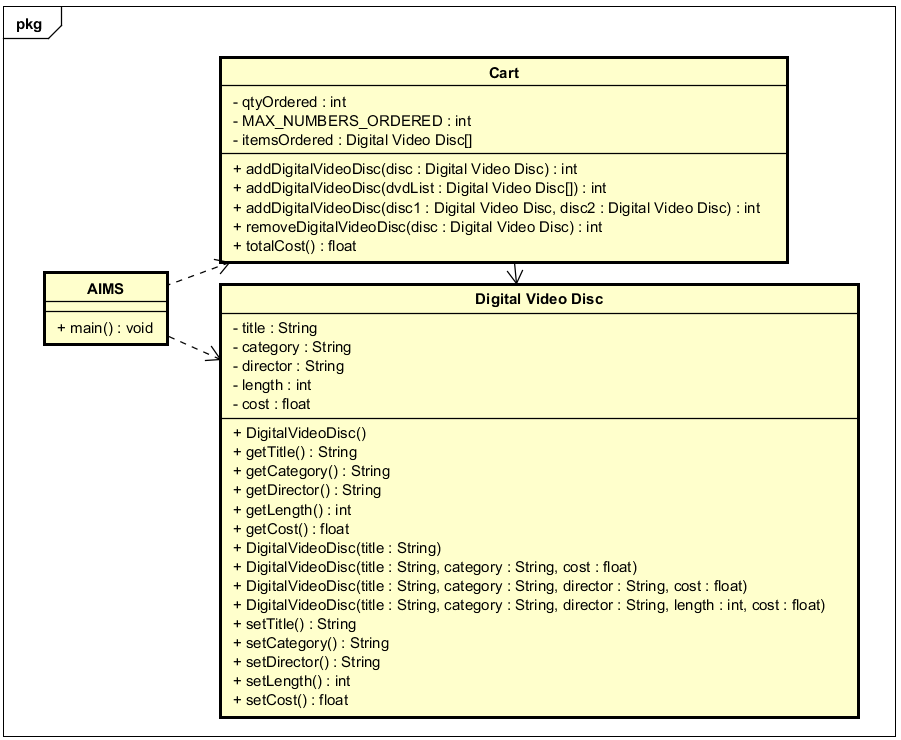 pkg
Cart
- qtyOrdered : int
- MAX_NUMBERS_ORDERED : int
- itemsOrdered : Digital Video Disc[]
+ addDigitalVideoDisc(disc : Digital Video Disc) : int
+ addDigitalVideoDisc(dvdList : Digital Video Disc[]) : int
+ addDigitalVideoDisc(disc1 : Digital Video Disc, disc2 : Digital Video Disc) : int
+ removeDigitalVideoDisc(disc : Digital Video Disc) : int
+ totalCost() : float
AIMS
+ main() : void
Digital Video Disc
- title : String
- category : String
- director : String
- length : int
- cost : float
+ DigitalVideoDisc()
+ getTitle() : String
+ getCategory() : String
+ getDirector() : String
+ getLength() : int
+ getCost() : float
+ DigitalVideoDisc(title : String)
+ DigitalVideoDisc(title : String, category : String, cost : float)
+ DigitalVideoDisc(title : String, category : String, director : String, cost : float)
+ DigitalVideoDisc(title : String, category : String, director : String, length : int, cost : float)
+ setTitle() : String
+ setCategory() : String
+ setDirector() : String
+ setLength() : int
+ setCost() : float